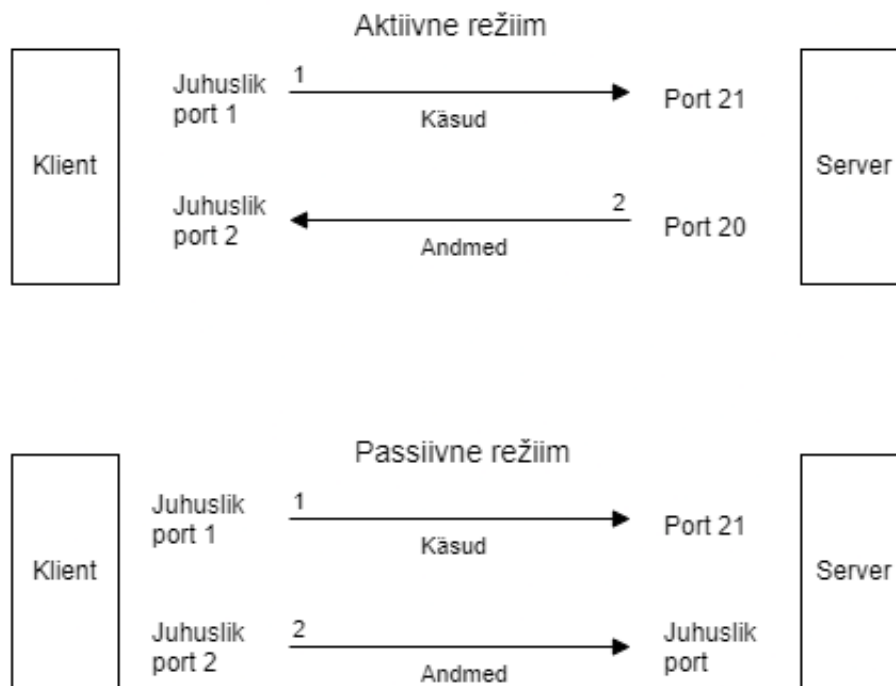 Aktiivne režiim
Klient
Juhuslik
port 1
1
Käsud
Port 21
Server
Juhuslik
port 2
2
Andmed
Port 20
Passiivne režiim
Klient
Juhuslik
port 1
1
Käsud
Port 21
Server
Juhuslik
port 2
2
Andmed
Juhuslik
port